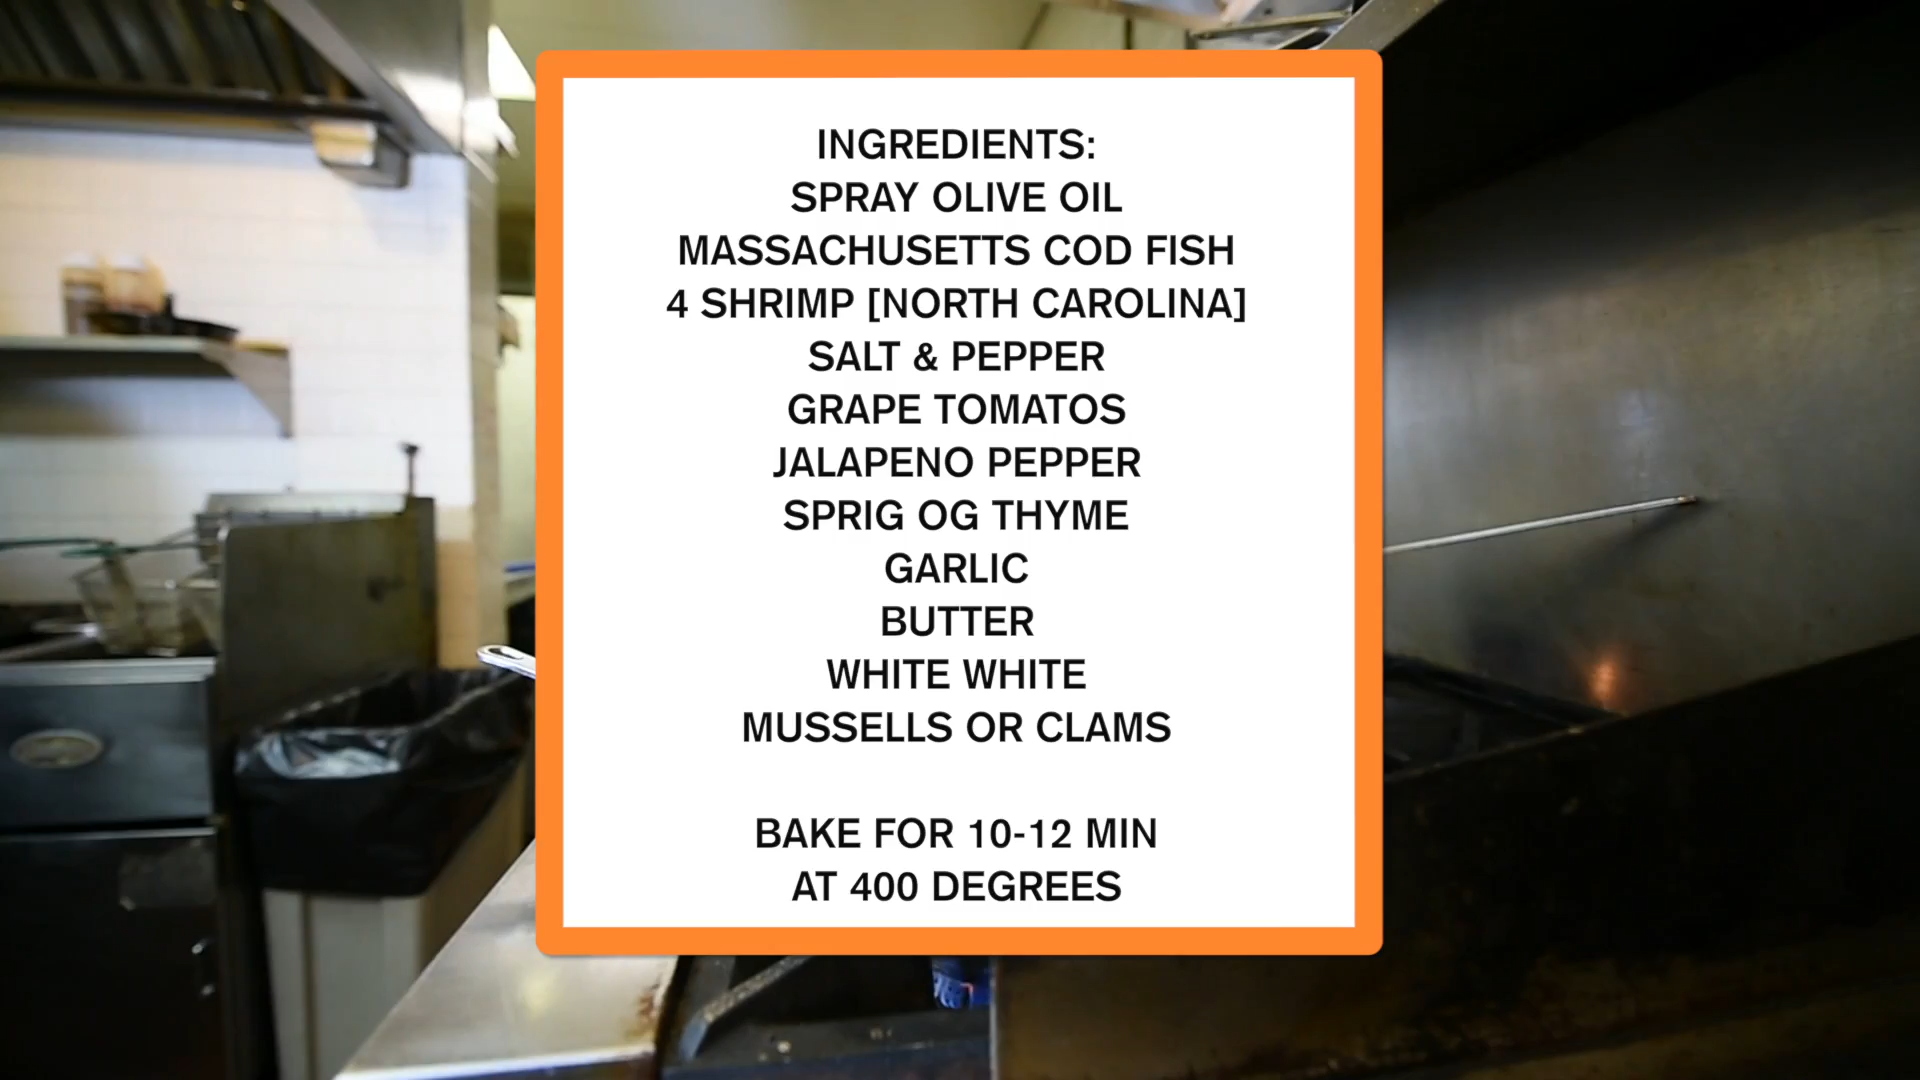 INGREDIENTS:
SPRAY OLIVE OIL
MASSACHUSETTS COD FISH
4 SHRIMP [NORTH CAROLINA]
SALT & PEPPER
GRAPE TOMATOS
JALAPENO PEPPER
SPRIG OG THYME
GARLIC
BUTTER
WHITE WHITE
MUSSELLS OR CLAMS
BAKE FOR 10-12 MIN
AT 400 DEGREES